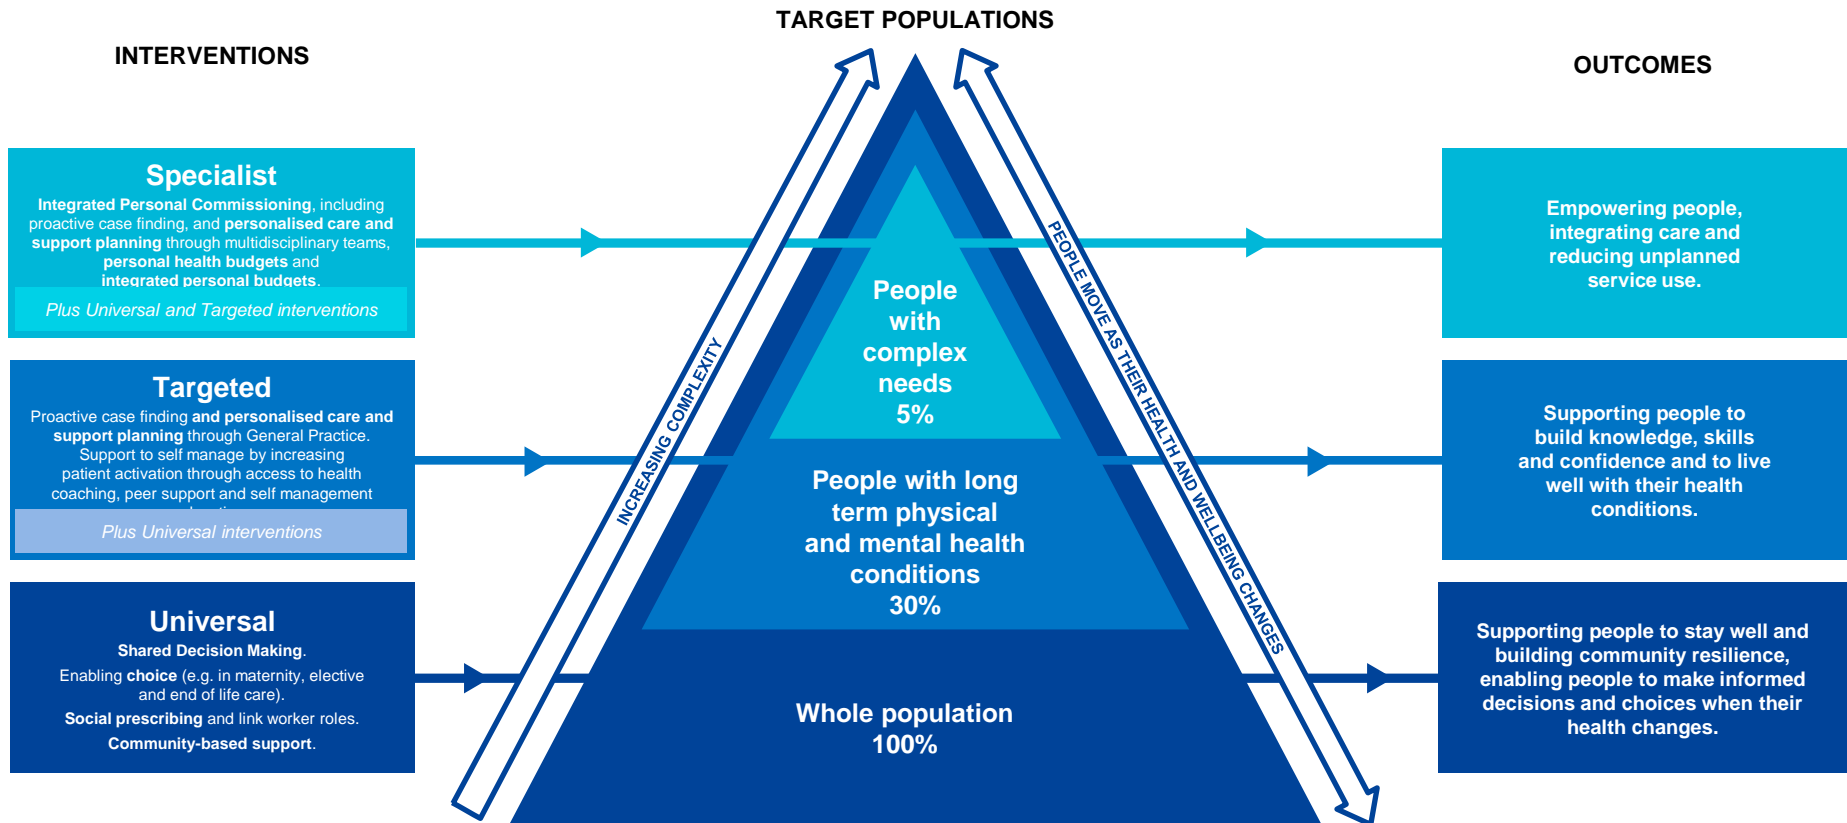 TARGET POPULATIONS
INTERVENTIONS
OUTCOMES
Specialist
Integrated Personal Commissioning, including
proactive case finding, and personalised care and
support planning through multidisciplinary teams,
personal health budgets and
integrated personal budgets.
Plus Universal and Targeted interventions
Targeted
Proactive case finding and personalised care and
support planning through General Practice.
Support to self manage by increasing
patient activation through access to health
coaching, peer support and self management
Plus Universal interventions
Universal
Shared Decision Making.
Enabling choice (e.g. in maternity, elective
and end of life care).
Social prescribing and link worker roles.
Community-based support.
INCREASING COMPLEXITY
People
with
complex
needs
5%
People with long
term physical
and mental health
conditions
30%
Whole population
100%
PEOPLE MOVE AS THEIR HEALTH AND WELLBEING CHANGES
Empowering people,
integrating care and
reducing unplanned
service use.
Supporting people to
build knowledge, skills
and confidence and to live
well with their health
conditions.
Supporting people to stay well and
building community resilience,
enabling people to make informed
decisions and choices when their
health changes.